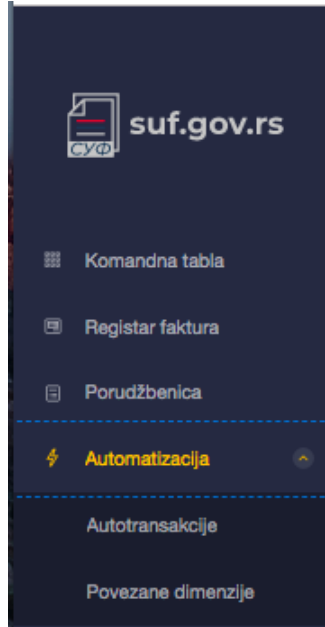 СУФ
suf.gov.rs
Komandna tabla
Registar faktura
Porudžbenica
Automatizacija
Autotransakcije
Povezane dimenzije